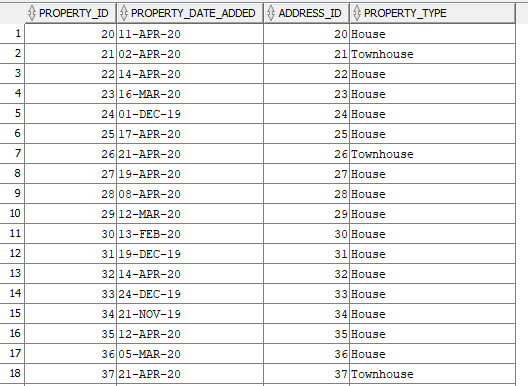 PROPERTY_ID PROPERTY_DATE_ADDED ADDRESS_ID PROPERTY_TYPE
1 20 11-APR-20 20 House
2 21 02-APR-20 21 Townhouse
3 22 14-APR-20 22 House
4 23 16-MAR-20 23 House
5 24 01-DEC-19 24 House
6 25 17-APR-20 25 House
7 26 21-APR-20 26 Townhouse
8 27 19-APR-20 27 House
9 28 08-APR-20 28 House
10 29 12-MAR-20 29 House
11 30 13-FEB-20 30 House
12 31 19-DEC-19 31 House
13 32 14-APR-20 32 House
14 33 24-DEC-19 33 House
15 34 21-NOV-19 34 House
16 35 12-APR-20 35 House
17 36 05-MAR-20 36 House
18 37 21-APR-20 37 Townhouse